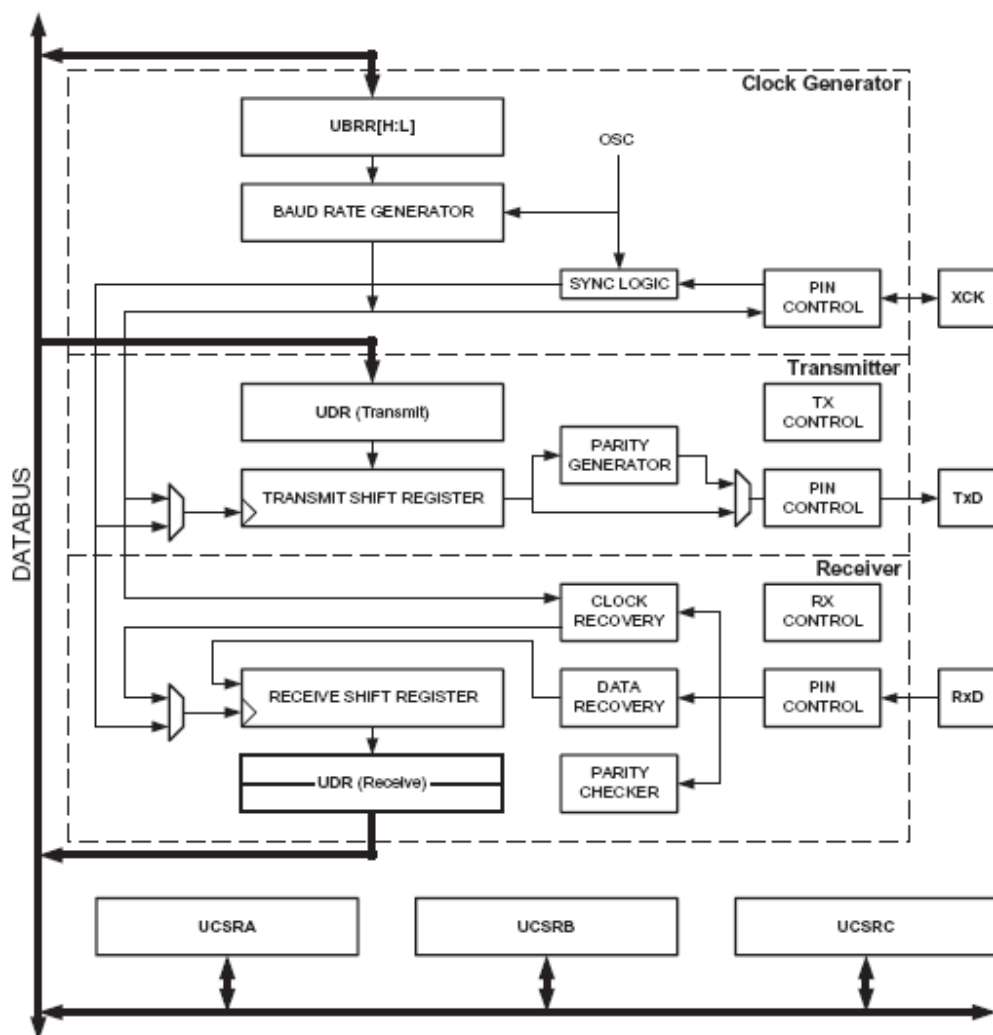 Clock Generator
UBRR[H:L]
OSC
BAUD RATE GENERATOR
SYNC LOGIC
PIN
CONTROL
XCK
Transmitter
UDR (Transmit)
TX
CONTROL
PARITY
GENERATOR
TRANSMIT SHIFT REGISTER
PIN
CONTROL
TxD
DATABUS
Receiver
CLOCK
RECOVERY
RX
CONTROL
RECEIVE SHIFT REGISTER
DATA
RECOVERY
PIN
CONTROL
RxD
UDR (Receive)
PARITY
CHECKER
UCSRA
UCSRB
UCSRC